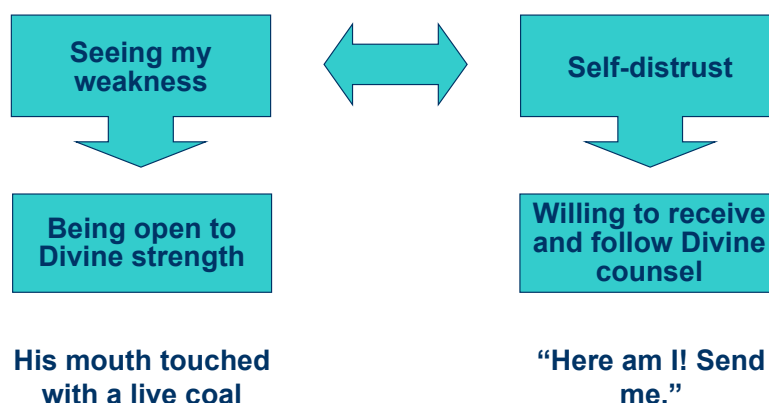 Seeing my
weakness
Self-distrust
Being open to
Divine strength
Willing to receive
and follow Divine
counsel
His mouth touched
with a live coal
“Here am I! Send
me.”